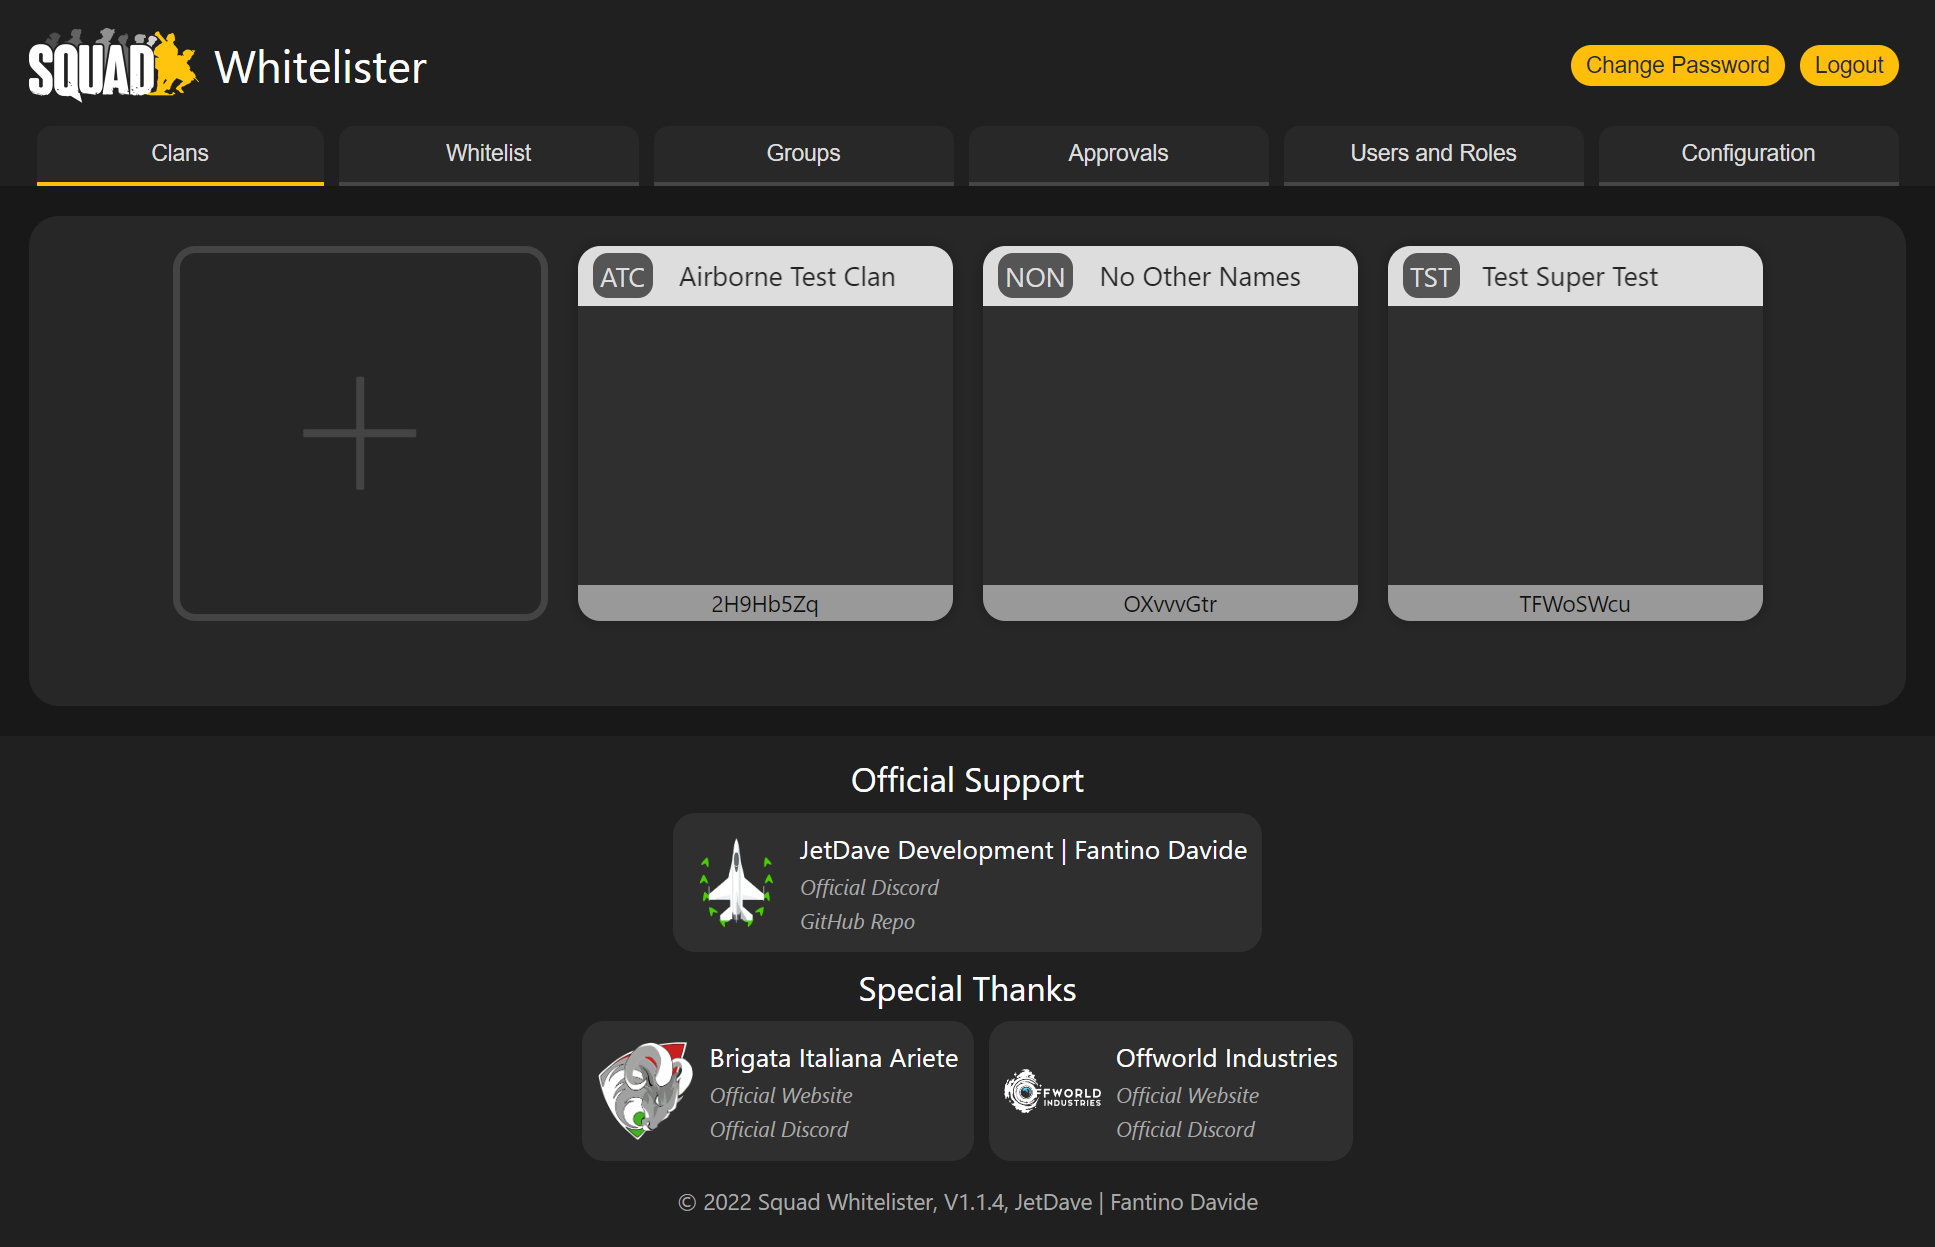 SQUAD Whitelister
Change Password
Logout
Clans
Whitelist
Groups
Approvals
Users and Roles
Configuration
ATC Airborne Test Clan
2H9Hb5Zq
NON No Other Names
OXvvvGtr
TST Test Super Test
TFWoSWcu
Official Support
JetDave Development | Fantino Davide
Official Discord
GitHub Repo
Special Thanks
Brigata Italiana Ariete
Official Website
Official Discord
OFFWORLD
INDUSTRIES
Offworld Industries
Official Website
Official Discord
© 2022 Squad Whitelister, V1.1.4, JetDave | Fantino Davide